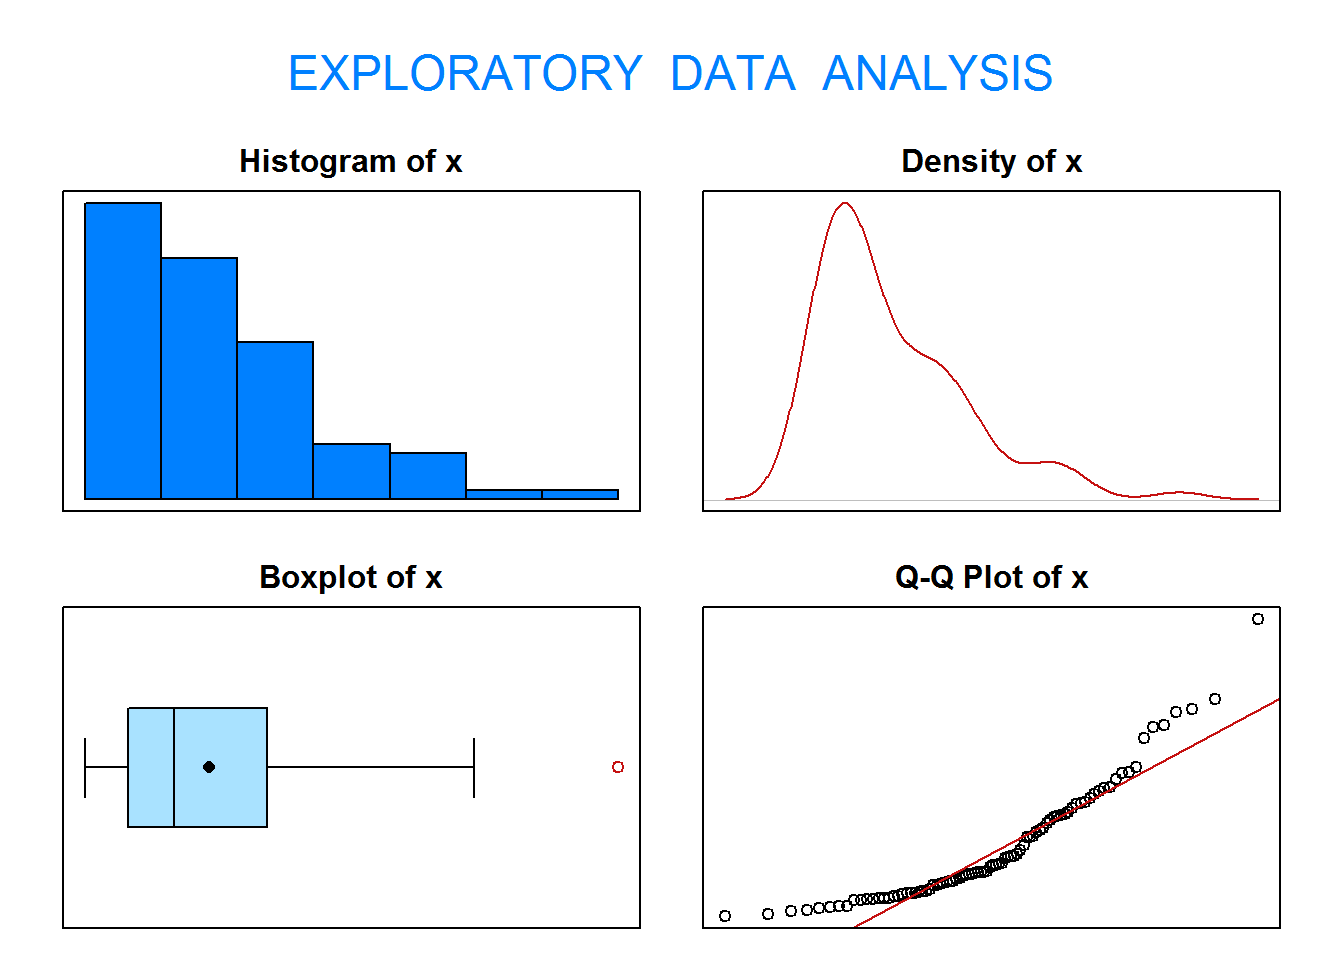 EXPLORATORY DATA ANALYSIS
Histogram of x
Density of x
Boxplot of x
Q-Q Plot of x